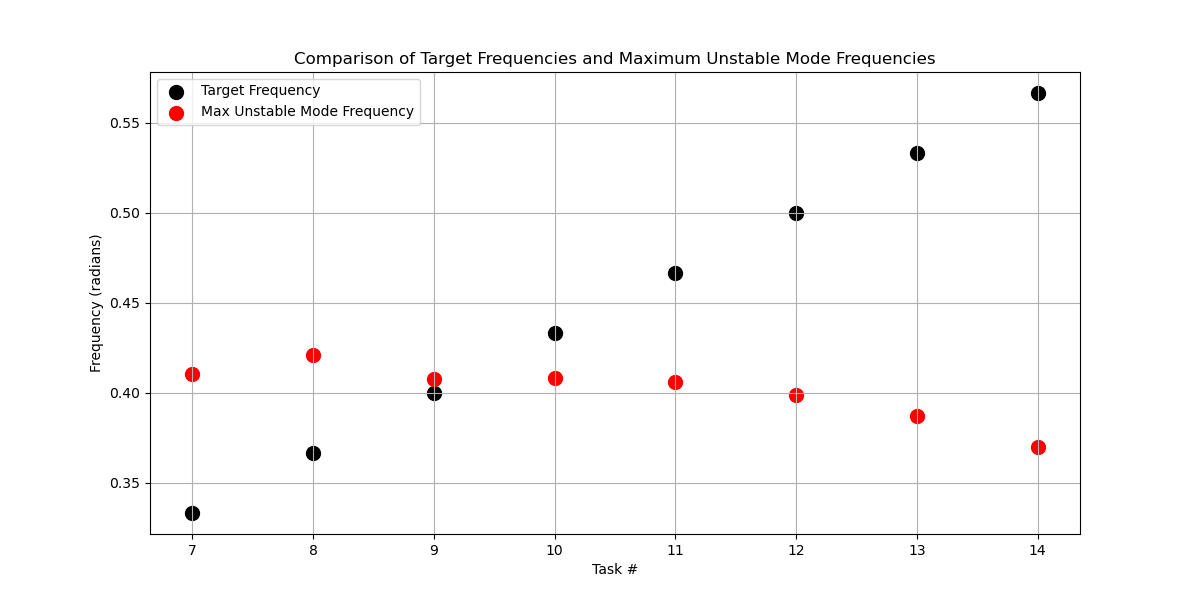 Comparison of Target Frequencies and Maximum Unstable Mode Frequencies
Target Frequency
Max Unstable Mode Frequency
Frequency (radians)
0.55
0.50
0.45
0.40
0.35
7 8 9 10 11 12 13 14
Task #